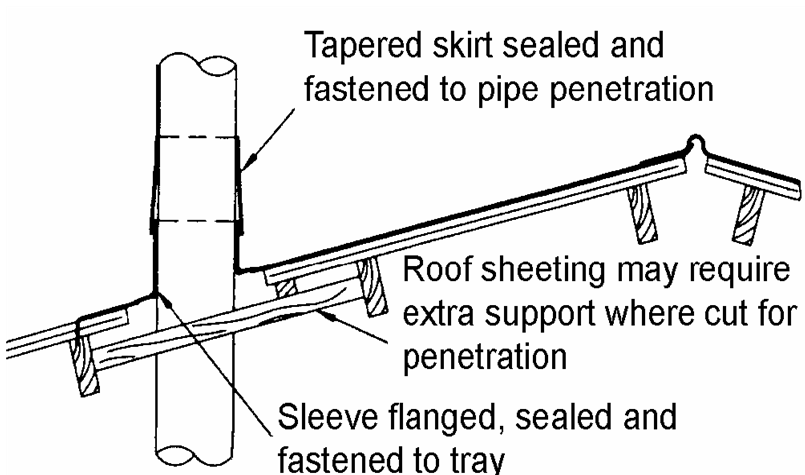 Tapered skirt sealed and
fastened to pipe penetration
Roof sheeting may require
extra support where cut for
penetration
Sleeve flanged, sealed and
fastened to tray